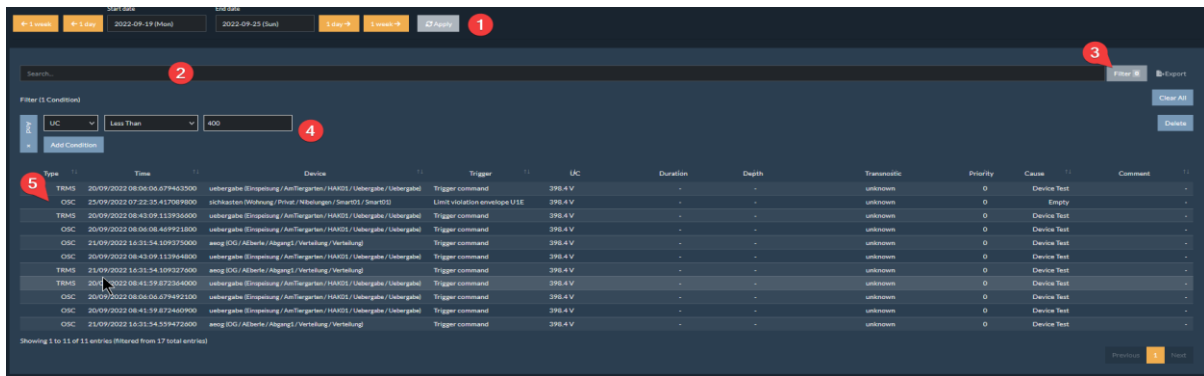 Start date End date
← 1 week ← 1 day 2022-09-19 (Mon) 2022-09-25 (Sun) 1 day → 1 week → Apply 1
3
Search... 2 Filter Export
Filter (1 Condition) Clear All
And UC Less Than 400 4 Delete
Add Condition
Type Time Device Trigger UC Duration Depth Transnoitic Priority Cause Comment
5
TRMS 20/09/2022 08:06:06.679463500 uebergabe (Einspeisung / AmTiergarten / HAK01 / Uebergabe / Uebergabe) Trigger command 398.4 V - - unknown 0 Device Test -
OSC 25/09/2022 07:22:35.417089800 sichkasten (Wohnung / Privat / Nibelungen / Smart01 / Smart01) Limit violation envelope U1E 398.4 V - - unknown 0 Empty -
TRMS 20/09/2022 08:43:09.113936600 uebergabe (Einspeisung / AmTiergarten / HAK01 / Uebergabe / Uebergabe) Trigger command 398.4 V - - unknown 0 Device Test -
OSC 20/09/2022 08:06:08.469921800 uebergabe (Einspeisung / AmTiergarten / HAK01 / Uebergabe / Uebergabe) Trigger command 398.4 V - - unknown 0 Device Test -
OSC 21/09/2022 16:31:54.109375000 aeog (OG / AEberle / Abgang1 / Verteilung / Verteilung) Trigger command 398.4 V - - unknown 0 Device Test -
OSC 20/09/2022 08:43:09.113964800 uebergabe (Einspeisung / AmTiergarten / HAK01 / Uebergabe / Uebergabe) Trigger command 398.4 V - - unknown 0 Device Test -
TRMS 21/09/2022 16:31:54.109327600 aeog (OG / AEberle / Abgang1 / Verteilung / Verteilung) Trigger command 398.4 V - - unknown 0 Device Test -
TRMS 20/09/2022 08:41:59.872364000 uebergabe (Einspeisung / AmTiergarten / HAK01 / Uebergabe / Uebergabe) Trigger command 398.4 V - - unknown 0 Device Test -
OSC 20/09/2022 08:06:06.679492100 uebergabe (Einspeisung / AmTiergarten / HAK01 / Uebergabe / Uebergabe) Trigger command 398.4 V - - unknown 0 Device Test -
OSC 20/09/2022 08:41:59.872460900 uebergabe (Einspeisung / AmTiergarten / HAK01 / Uebergabe / Uebergabe) Trigger command 398.4 V - - unknown 0 Device Test -
OSC 21/09/2022 16:31:54.559472600 aeog (OG / AEberle / Abgang1 / Verteilung / Verteilung) Trigger command 398.4 V - - unknown 0 Device Test -
Showing 1 to 11 of 11 entries (filtered from 17 total entries)
Previous 1 Next